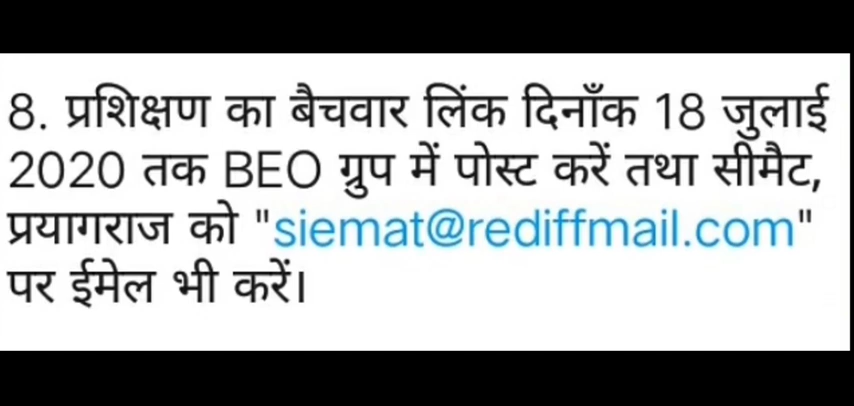 8. प्रशिक्षण का बैचवार लिंक दिनाँक 18 जुलाई
2020 तक BEO ग्रुप में पोस्ट करें तथा सीमैट,
प्रयागराज को "siemat@rediffmail.com"
पर ईमेल भी करें।